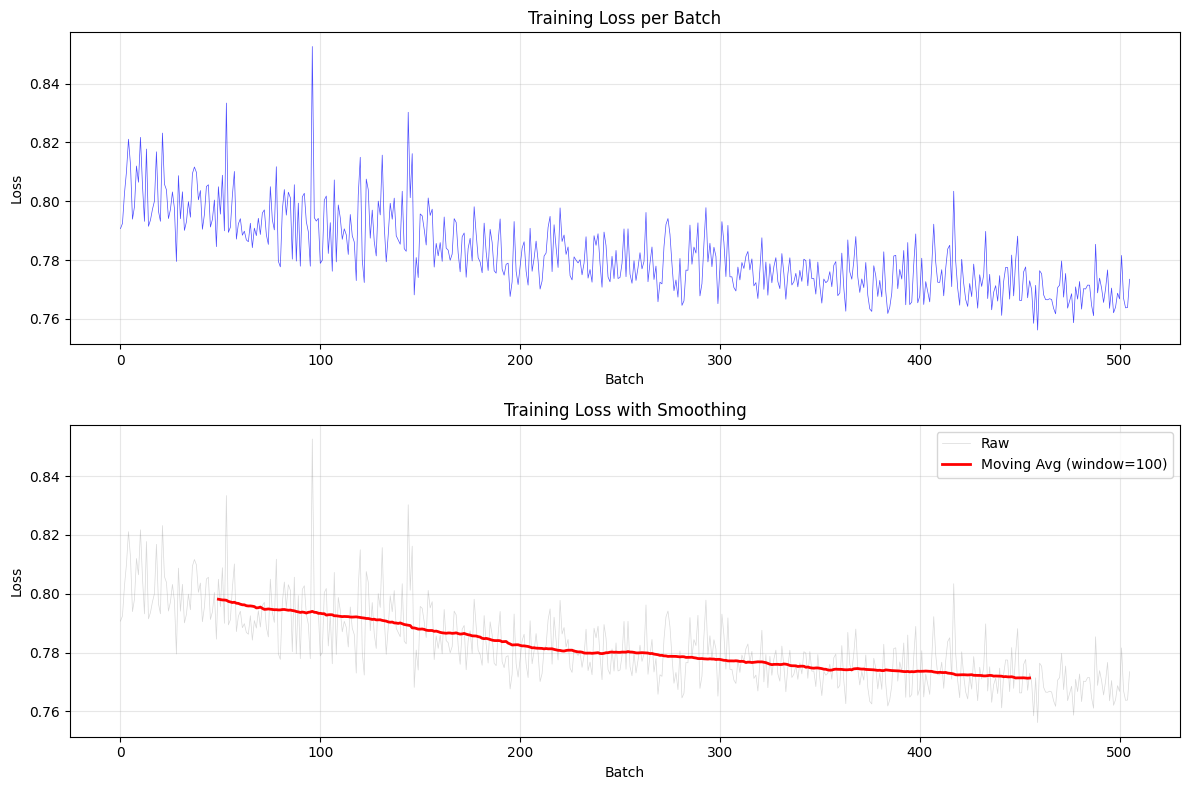 Training Loss per Batch
0.84
0.82
0.80
0.78
0.76
Loss
0 100 200 300 400 500
Batch
Training Loss with Smoothing
Raw
Moving Avg (window=100)
0.84
0.82
0.80
0.78
0.76
Loss
0 100 200 300 400 500
Batch